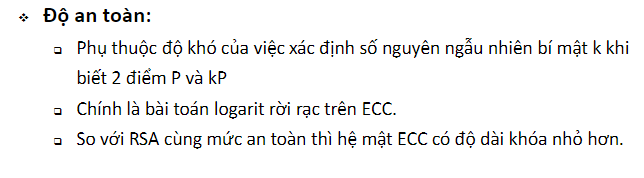 ❖ Độ an toàn:
❑ Phụ thuộc độ khó của việc xác định số nguyên ngẫu nhiên bí mật k khi
biết 2 điểm P và kP
❑ Chính là bài toán logarit rời rạc trên ECC.
❑ So với RSA cùng mức an toàn thì hệ mật ECC có độ dài khóa nhỏ hơn.